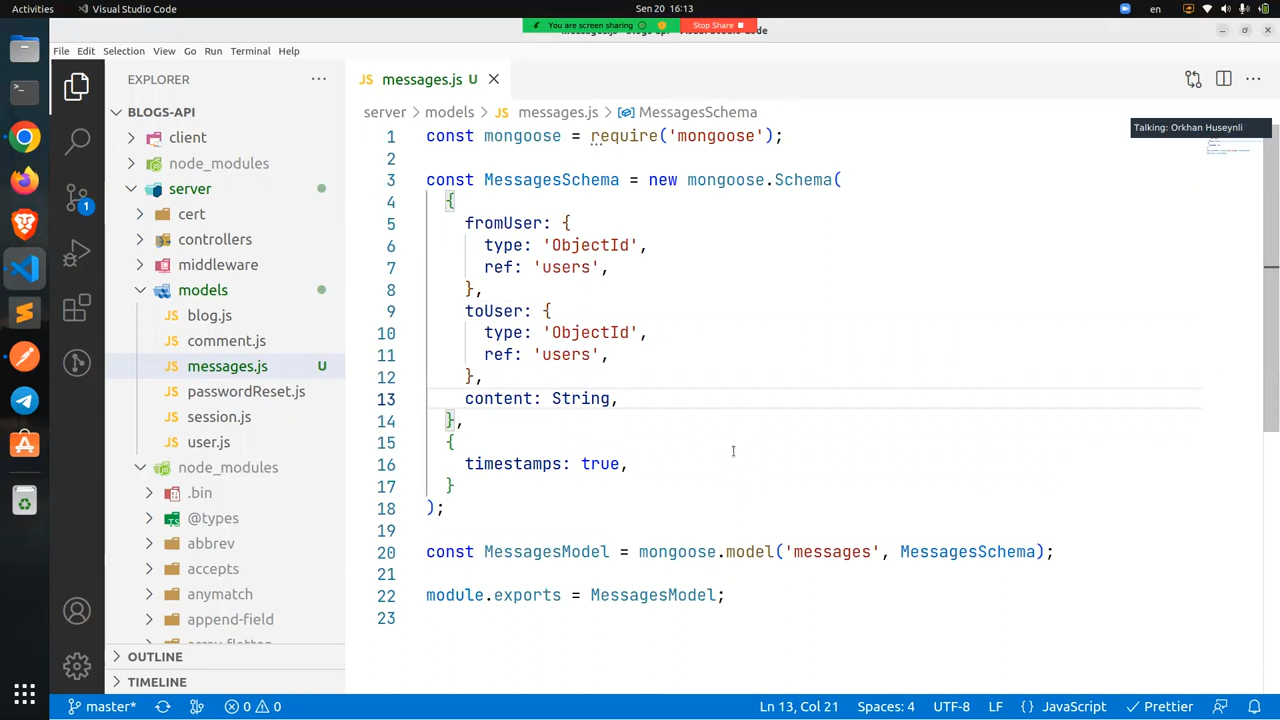 Activities
Visual Studio Code
Sen 20 16:13
en
You are screen sharing
Stop Share
File Edit Selection View Go Run Terminal Help
EXPLORER
BLOGS-API
client
node_modules
server
cert
controllers
middleware
models
blog.js
comment.js
messages.js U
passwordReset.js
session.js
user.js
node_modules
.bin
@types
abbrev
accepts
anymatch
append-field
OUTLINE
TIMELINE
1
JS messages.js U
server > models > JS messages.js > MessagesSchema
Talking: Orkhan Huseynli
1 const mongoose = require('mongoose');
2
3 const MessagesSchema = new mongoose.Schema(
4 {
5 fromUser: {
6 type: 'ObjectId',
7 ref: 'users',
8 },
9 toUser: {
10 type: 'ObjectId',
11 ref: 'users',
12 },
13 content: String,
14 },
15 {
16 timestamps: true,
17 }
18 );
19
20 const MessagesModel = mongoose.model('messages', MessagesSchema);
21
22 module.exports = MessagesModel;
23
master* 0 0 Ln 13, Col 21 Spaces: 4 UTF-8 LF {} JavaScript Prettier